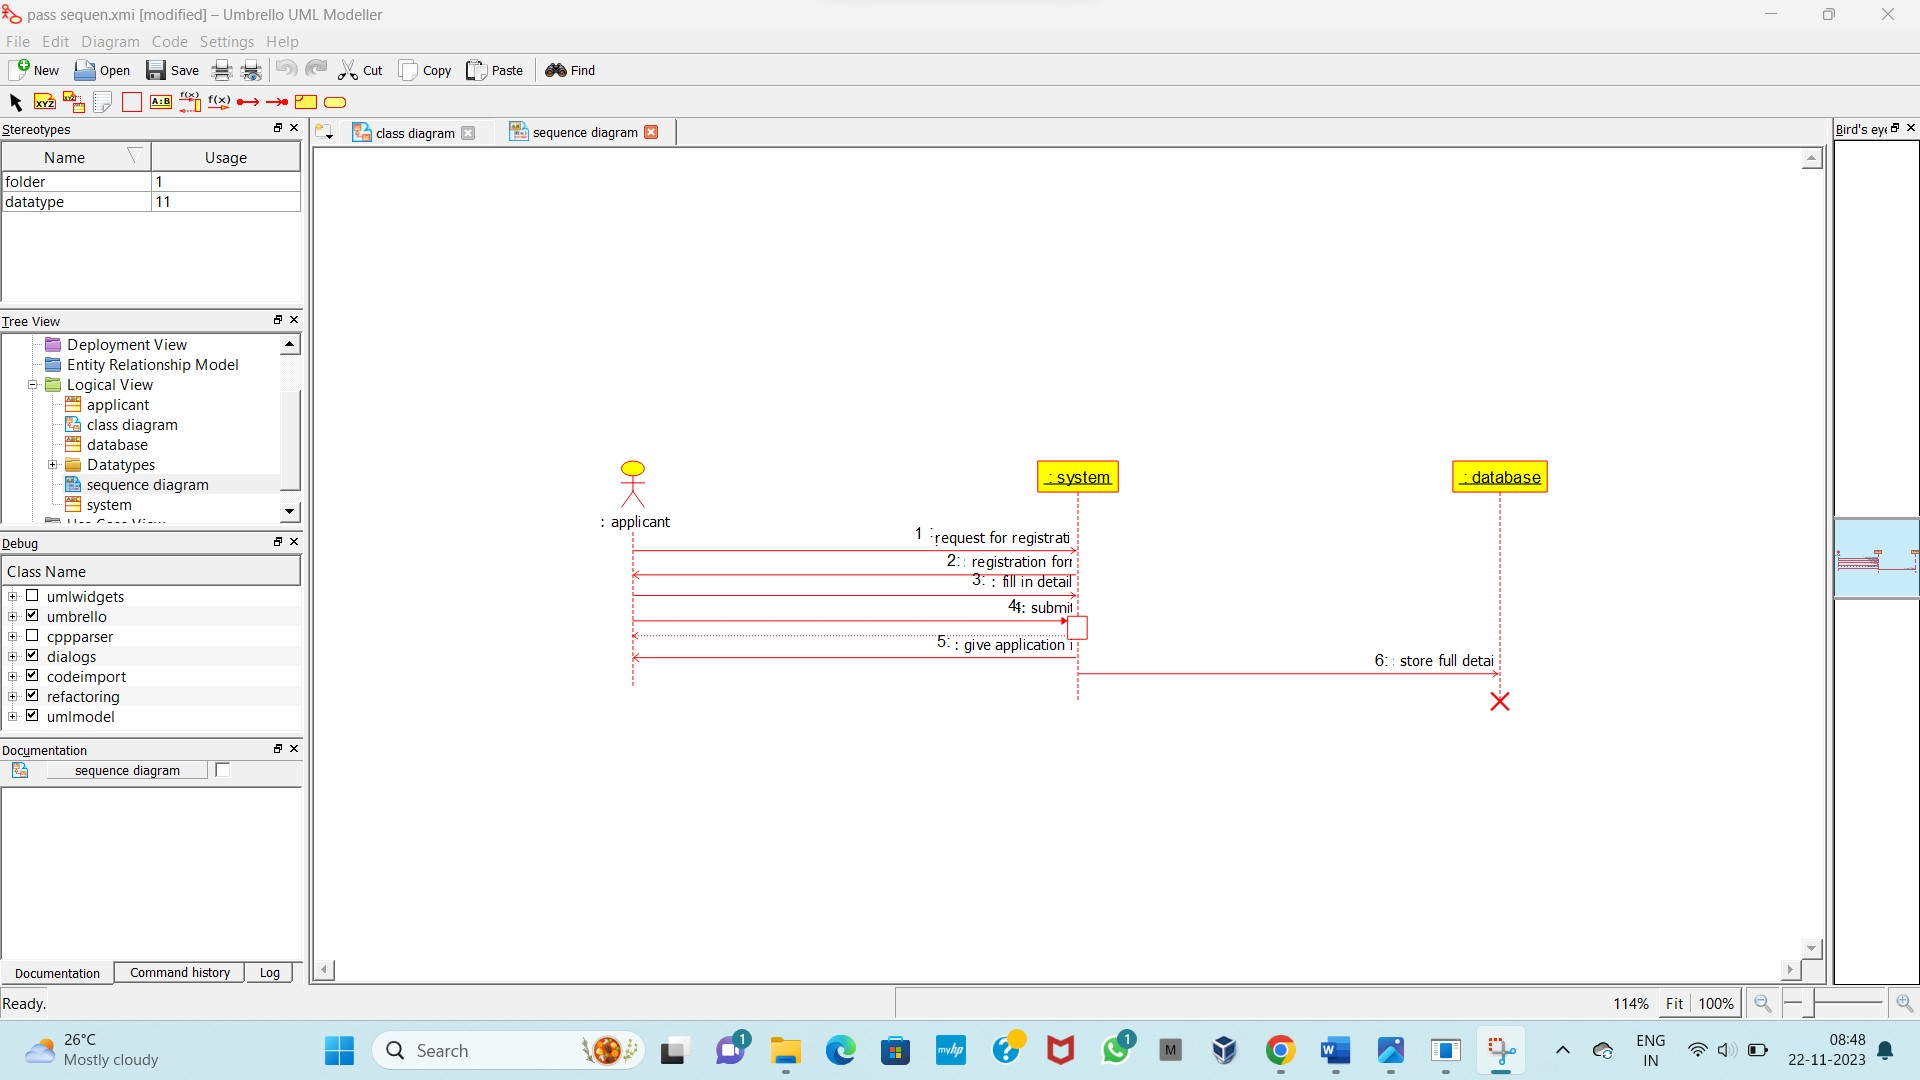 pass sequen.xmi [modified] – Umbrello UML Modeller
File Edit Diagram Code Settings Help
New Open Save Cut Copy Paste Find
XYZ A:B f(x) f(x)
Stereotypes
Name Usage
folder 1
datatype 11
Tree View
Deployment View
Entity Relationship Model
Logical View
applicant
class diagram
database
Datatypes
sequence diagram
system
Debug
Class Name
umlwidgets
umbrello
cppparser
dialogs
codeimport
refactoring
umlmodel
Documentation
sequence diagram
Documentation Command history Log
Ready.
class diagram sequence diagram
Bird's eye
: applicant
: system
: database
1 : request for registrati
2: : registration forr
3: : fill in detail
4: submit
5: : give application i
6: : store full detai
114% Fit 100%
26°C
Mostly cloudy
Search
1
myhp
1
M
ENG
IN
08:48
22-11-2023